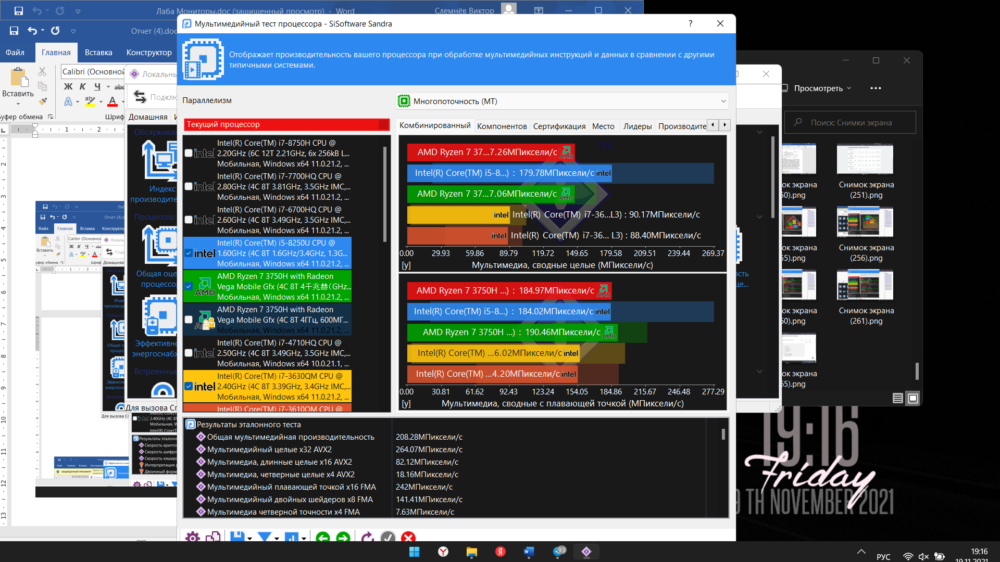 Лаба Мониторы.doc (защищенный просмотр) - Word
Слемнёв Виктор
Отчет (4).doc
Файл
Главная
Вставка
Конструктор
Calibri (Основной
Вставить
Буфер обмена
Шриф
Ж К Ч
Локальнь
Подклю
Домашняя
Обслужива
Индекс
производите
Процессор
Общая оце
процессо
Эффективно
энергоснаб
Встроенные
Для вызова Сп
Мультимедийный тест процессора - SiSoftware Sandra
?
Отображает производительность вашего процессора при обработке мультимедийных инструкций и данных в сравнении с другими
типичными системами.
Параллелизм
Многопоточность (MT)
Текущий процессор
Intel(R) Core(TM) i7-8750H CPU @
2.20GHz (6C 12T 2.21GHz, 6x 256kB L...
Мобильная, Windows x64 11.0.21.2, ...
Intel(R) Core(TM) i7-7700HQ CPU @
2.80GHz (4C 8T 3.81GHz, 3.5GHz IMC,...
Мобильная, Windows x64 11.0.21.2, ...
Intel(R) Core(TM) i7-6700HQ CPU @
2.60GHz (4C 8T 3.49GHz, 3.5GHz IMC,...
Мобильная, Windows x64 11.0.21.2, ...
Intel(R) Core(TM) i5-8250U CPU @
1.60GHz (4C 8T 1.6GHz/3.4GHz, 1.3G...
Мобильная, Windows x64 11.0.21.2, ...
AMD Ryzen 7 3750H with Radeon
Vega Mobile Gfx (4C 8T 4千兆赫(GHz...
Мобильная, Windows x64 11.0.21.2, ...
AMD Ryzen 7 3750H with Radeon
Vega Mobile Gfx (4C 8T 4ГГц, 600МГ...
Мобильная, Windows x64 11.0.21.2, ...
Intel(R) Core(TM) i7-4710HQ CPU @
2.50GHz (4C 8T 3.49GHz, 3.5GHz IMC,...
Мобильная, Windows x64 10.0.21.1, ...
Intel(R) Core(TM) i7-3630QM CPU @
2.40GHz (4C 8T 3.39GHz, 3.4GHz IMC,...
Мобильная, Windows x64 11.0.21.2, ...
Intel(R) Core(TM) i7-3610QM CPU @
Комбинированный
Компонентов
Сертификация
Место
Лидеры
Производите
AMD Ryzen 7 37...7.26МПиксели/с AMD
Intel(R) Core(TM) i5-8...) : 179.78МПиксели/с intel
AMD Ryzen 7 37...7.06МПиксели/с AMD
intel Intel(R) Core(TM) i7-36...L3) : 90.17МПиксели/с
intel Intel(R) Core(TM) i7-36... L3) : 88.40МПиксели/с
0.00 29.93 59.86 89.79 119.72 149.65 179.58 209.51 239.44 269.37
[y] Мультимедиа, сводные целые (МПиксели/с)
AMD Ryzen 7 3750H ...) : 184.97МПиксели/с AMD
Intel(R) Core(TM) i5-8...) : 184.02МПиксели/с intel
AMD Ryzen 7 3750H ...) : 190.46МПиксели/с AMD
Intel(R) Core(TM) ...6.02МПиксели/с intel
Intel(R) Core(TM) ...4.20МПиксели/с intel
0.00 30.81 61.62 92.43 123.24 154.05 184.86 215.67 246.48 277.29
[y] Мультимедиа, сводные с плавающей точкой (МПиксели/с)
Результаты эталонного теста
Общая мультимедийная производительность 208.28МПиксели/с
Мультимедийный целые x32 AVX2 264.07МПиксели/с
Мультимедиа, длинные целые x16 AVX2 82.12МПиксели/с
Мультимедиа, четверные целые x4 AVX2 18.16МПиксели/с
Мультимедийный плавающей точкой x16 FMA 242МПиксели/с
Мультимедийный двойных шейдеров x8 FMA 141.41МПиксели/с
Мультимедиа четверной точности x4 FMA 7.63МПиксели/с
Просмотреть
Поиск: Снимки экрана
Снимок экрана
(251).png
Снимок экрана
(256).png
Снимок экрана
(261).png
19:16
Friday
9 TH NOVEMBER 2021
93
РУС
19:16
19.11.2021